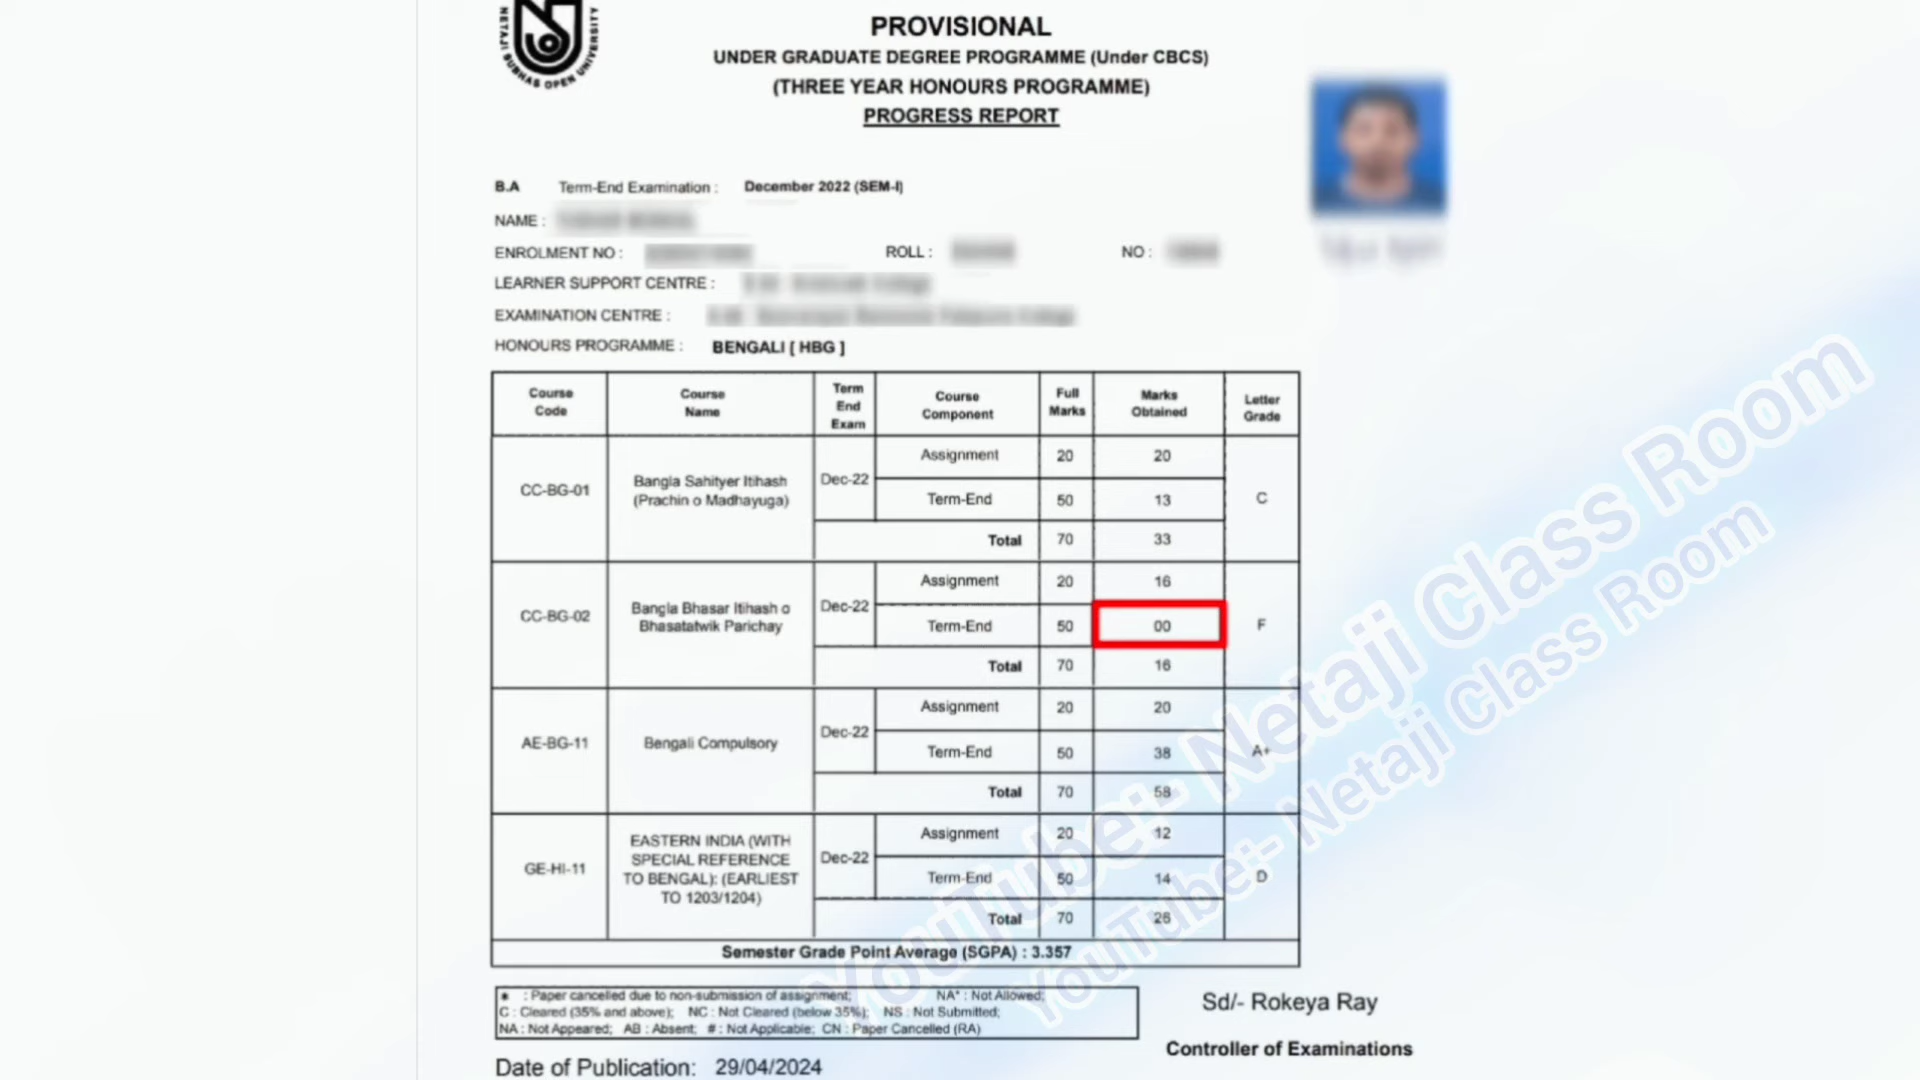 NETAJI SUBHAS OPEN UNIVERSITY
PROVISIONAL
UNDER GRADUATE DEGREE PROGRAMME (Under CBCS)
(THREE YEAR HONOURS PROGRAMME)
PROGRESS REPORT
B.A Term-End Examination : December 2022 (SEM-I)
NAME :
ENROLMENT NO : ROLL : NO :
LEARNER SUPPORT CENTRE :
EXAMINATION CENTRE :
HONOURS PROGRAMME : BENGALI [ HBG ]
Course Code Course Name Term End Exam Course Component Full Marks Marks Obtained Letter Grade
CC-BG-01 Bangla Sahityer Itihash (Prachin o Madhayuga) Dec-22 Assignment 20 20 C
Term-End 50 13
Total 70 33
CC-BG-02 Bangla Bhasar Itihash o Bhasatatwik Parichay Dec-22 Assignment 20 16 F
Term-End 50 00
Total 70 16
AE-BG-11 Bengali Compulsory Dec-22 Assignment 20 20 A+
Term-End 50 38
Total 70 58
GE-HI-11 EASTERN INDIA (WITH SPECIAL REFERENCE TO BENGAL): (EARLIEST TO 1203/1204) Dec-22 Assignment 20 12 D
Term-End 50 14
Total 70 26
Semester Grade Point Average (SGPA) : 3.357
* : Paper cancelled due to non-submission of assignment; NA* : Not Allowed;
C : Cleared (35% and above); NC : Not Cleared (below 35%); NS : Not Submitted;
NA : Not Appeared; AB : Absent; # : Not Applicable; CN : Paper Cancelled (RA)
Sd/- Rokeya Ray
Controller of Examinations
Date of Publication: 29/04/2024
YouTube:- Netaji Class Room
YouTube:- Netaji Class Room